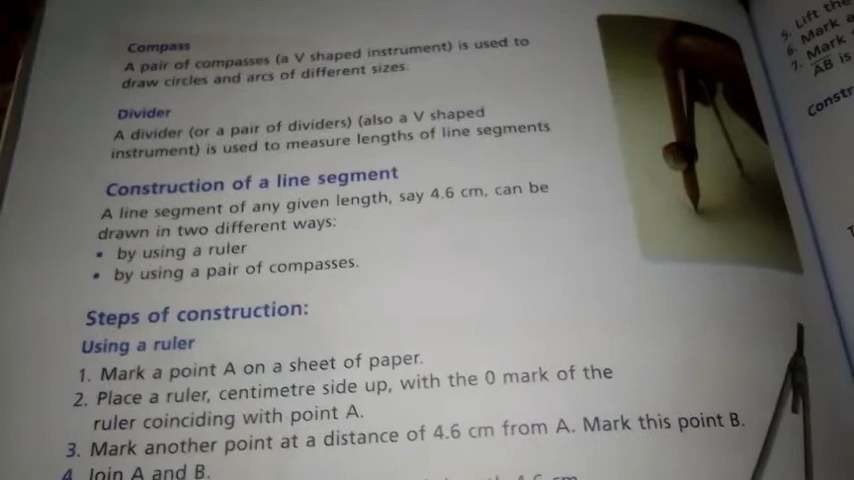 Compass
A pair of compasses (a V shaped instrument) is used to
draw circles and arcs of different sizes.
Divider
A divider (or a pair of dividers) (also a V shaped
instrument) is used to measure lengths of line segments
Construction of a line segment
A line segment of any given length, say 4.6 cm, can be
drawn in two different ways:
• by using a ruler
• by using a pair of compasses.
Steps of construction:
Using a ruler
1. Mark a point A on a sheet of paper.
2. Place a ruler, centimetre side up, with the 0 mark of the
ruler coinciding with point A.
3. Mark another point at a distance of 4.6 cm from A. Mark this point B.
4. Join A and B.
4.6 cm
5. Lift the
6. Mark a
7. Mark
AB is